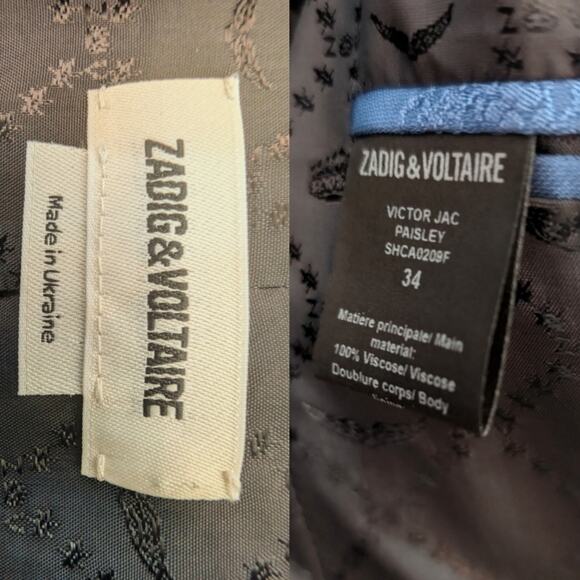 ZADIG&VOLTAIRE
Made in Ukraine
ZADIG&VOLTAIRE
VICTOR JAC
PAISLEY
SHCA0209F
34
Matière principale/ Main
material:
100% Viscose/ Viscose
Doublure corps/ Body